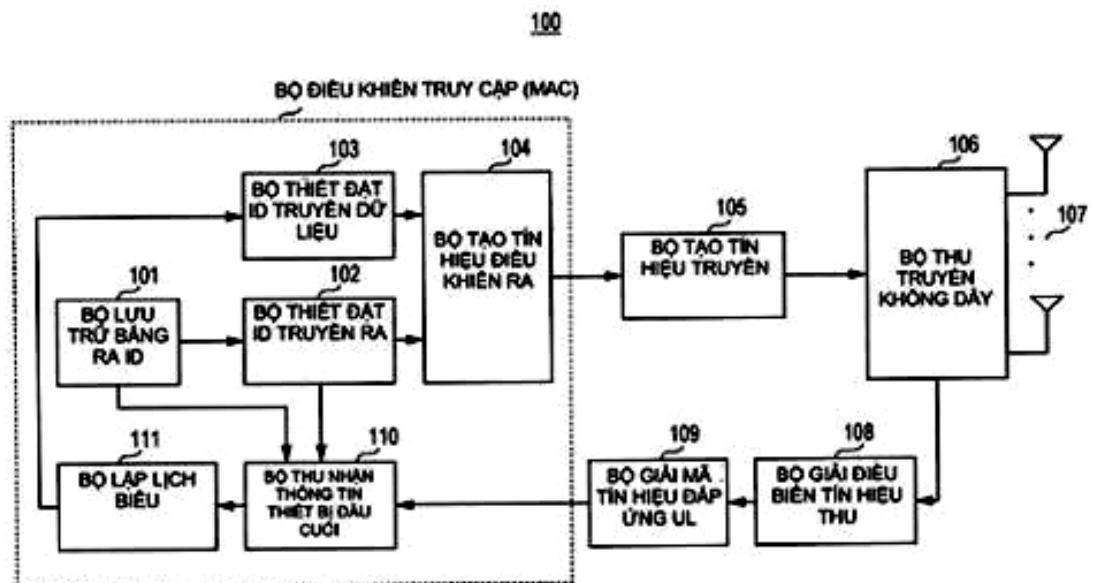 100
BỘ ĐIỀU KHIỂN TRUY CẬP (MAC)
103
BỘ THIẾT ĐẶT
ID TRUYỀN DỮ
LIỆU
104
BỘ TẠO TÍN
HIỆU ĐIỀU
KHIỂN RA
105
BỘ TẠO TÍN
HIỆU TRUYỀN
106
BỘ THU
TRUYỀN
KHÔNG DÂY
107
101
BỘ LƯU
TRỮ BẢNG
RA ID
102
BỘ THIẾT ĐẶT
ID TRUYỀN RA
111
BỘ LẬP LỊCH
BIỂU
110
BỘ THU NHẬN
THÔNG TIN
THIẾT BỊ ĐẦU
CUỐI
109
BỘ GIẢI MÃ
TÍN HIỆU ĐÁP
ỨNG UL
108
BỘ GIẢI ĐIỀU
BIẾN TÍN HIỆU
THU